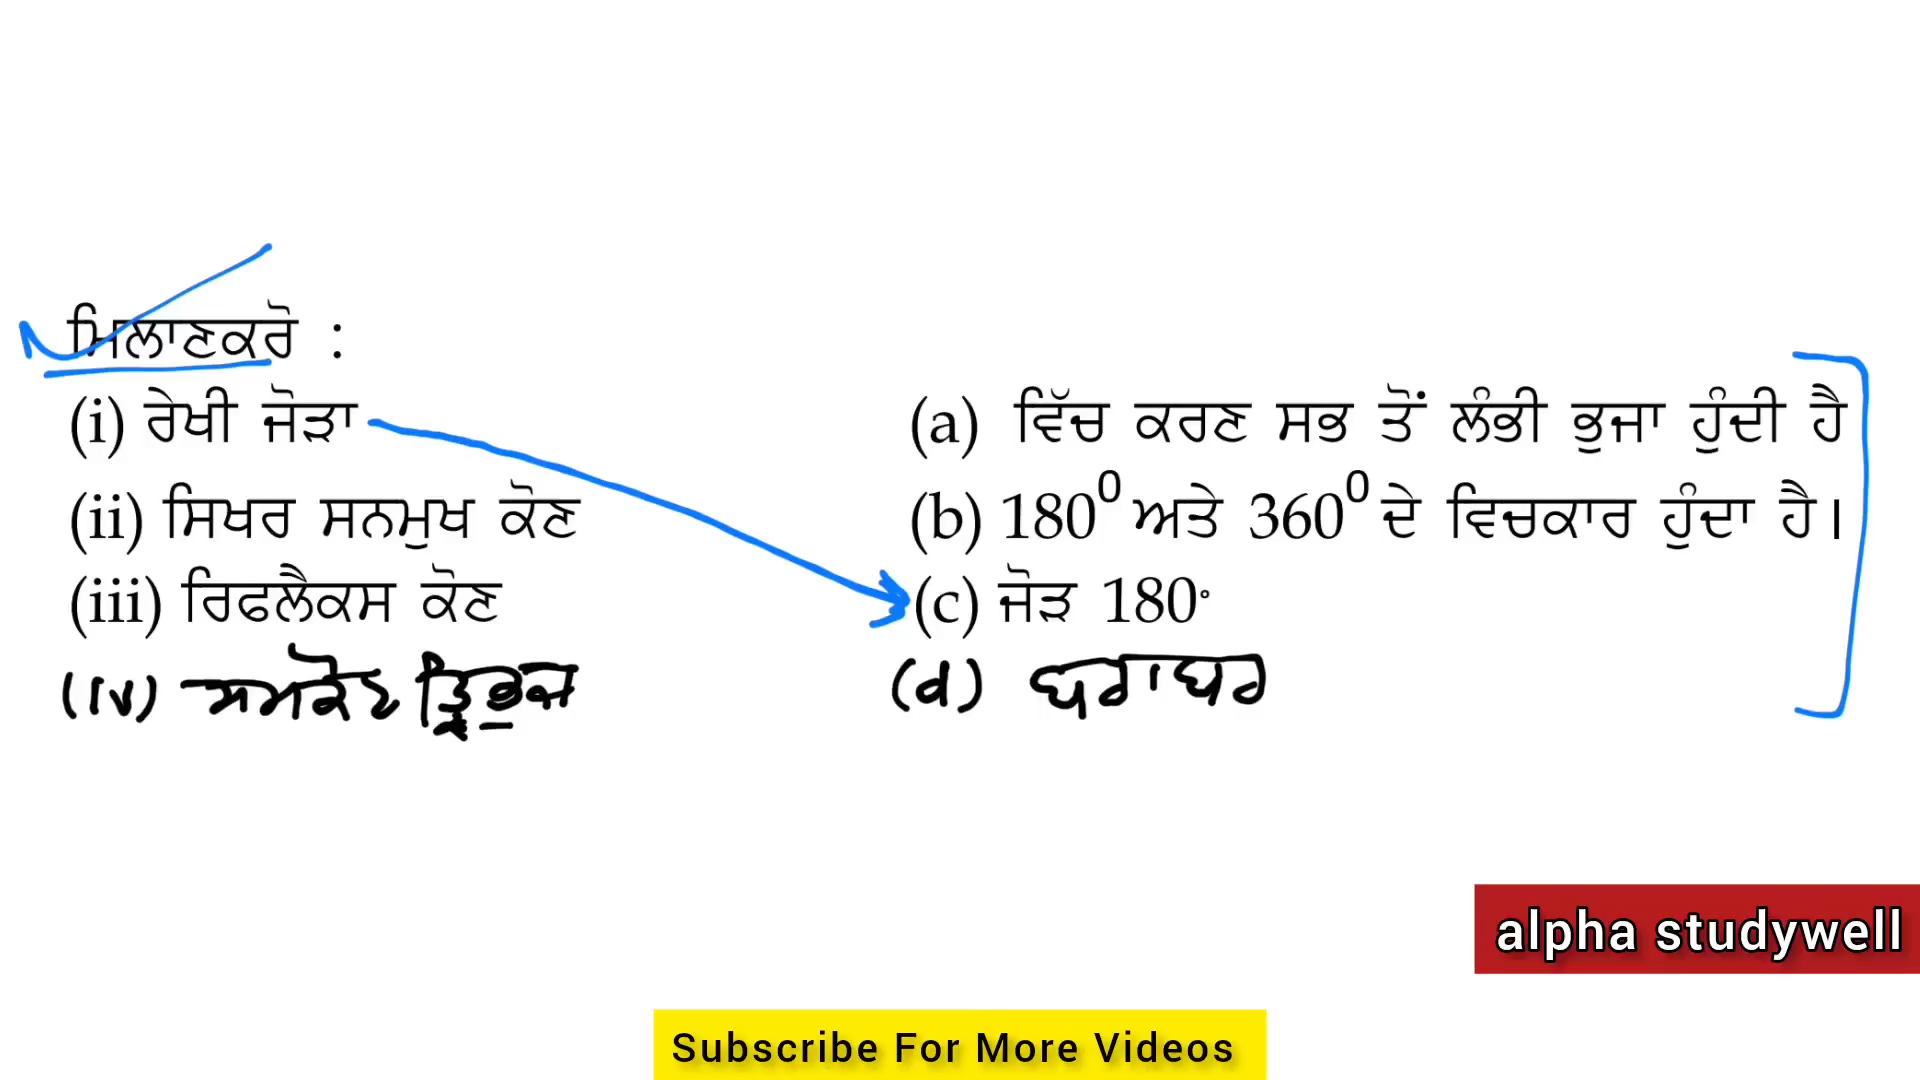 ਮਿਲਾਣਕਰੋ :
(i) ਰੇਖੀ ਜੋੜਾ
(a) ਵਿੱਚ ਕਰਣ ਸਭ ਤੋਂ ਲੰਭੀ ਭੁਜਾ ਹੁੰਦੀ ਹੈ
(ii) ਸਿਖਰ ਸਨਮੁਖ ਕੋਣ
(b) 180⁰ ਅਤੇ 360⁰ ਦੇ ਵਿਚਕਾਰ ਹੁੰਦਾ ਹੈ।
(iii) ਰਿਫਲੈਕਸ ਕੋਣ
(c) ਜੋੜ 180°
(iv) ਸਮਕੋਣ ਤ੍ਰਿਭੁਜ
(d) ਬਰਾਬਰ
alpha studywell
Subscribe For More Videos